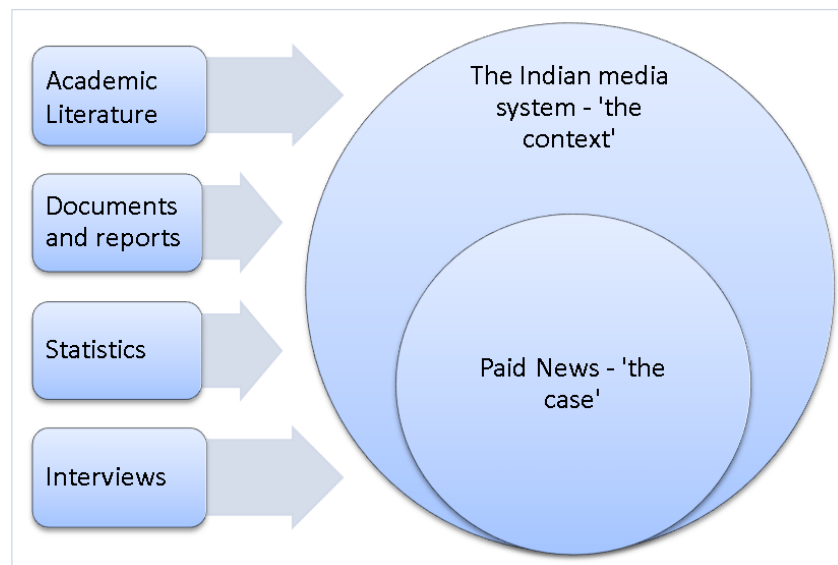 Academic
Literature
Documents
and reports
Statistics
Interviews
The Indian media
system - 'the
context'
Paid News - 'the
case'